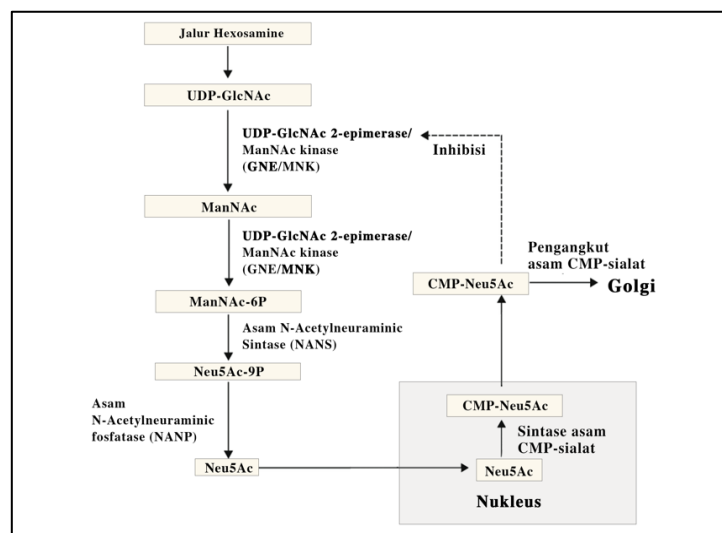 Jalur Hexosamine
UDP-GlcNAc
UDP-GlcNAc 2-epimerase/
ManNAc kinase
(GNE/MNK)
Inhibisi
ManNAc
UDP-GlcNAc 2-epimerase/
ManNAc kinase
(GNE/MNK)
Pengangkut
asam CMP-sialat
CMP-Neu5Ac
Golgi
ManNAc-6P
Asam N-Acetylneuraminic
Sintase (NANS)
Neu5Ac-9P
Asam
N-Acetylneuraminic
fosfatase (NANP)
CMP-Neu5Ac
Sintase asam
CMP-sialat
Neu5Ac
Neu5Ac
Nukleus